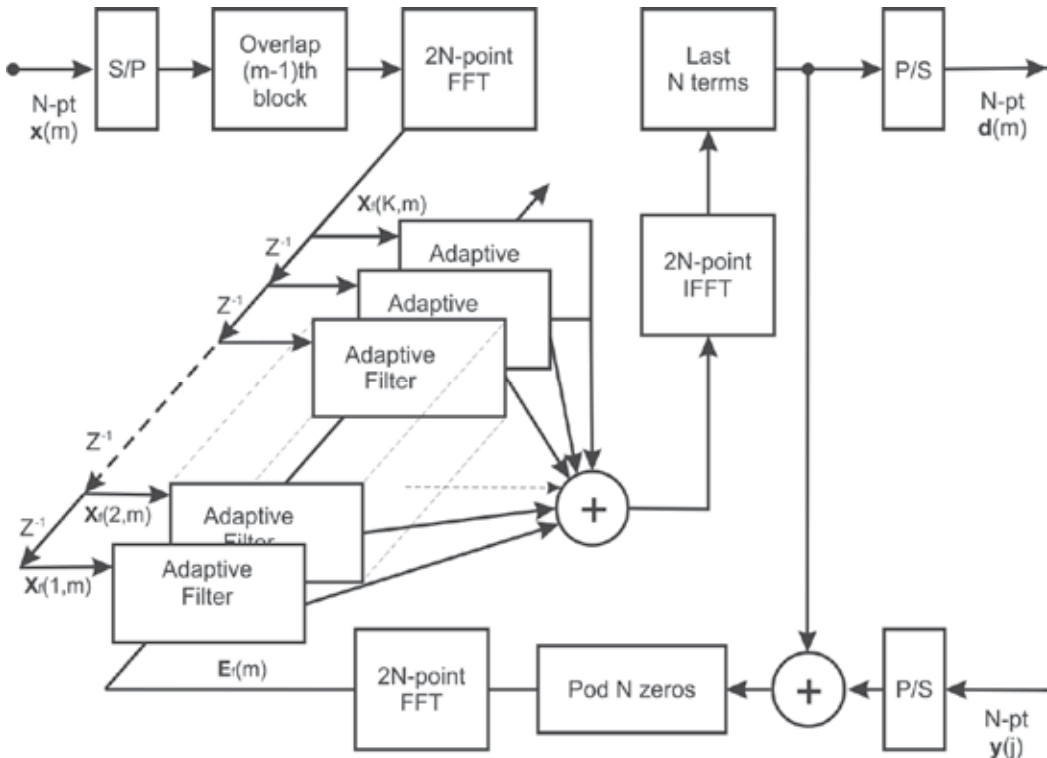 S/P
Overlap
(m-1)th
block
2N-point
FFT
Last
N terms
P/S
N-pt
x(m)
N-pt
d(m)
Xf(K,m)
Z-1
Adaptive
2N-point
IFFT
Z-1
Adaptive
Adaptive
Filter
Z-1
Xf(2,m)
Adaptive
Filter
+
Z-1
Xf(1,m)
Adaptive
Filter
Ef(m)
2N-point
FFT
Pod N zeros
+
P/S
N-pt
y(j)